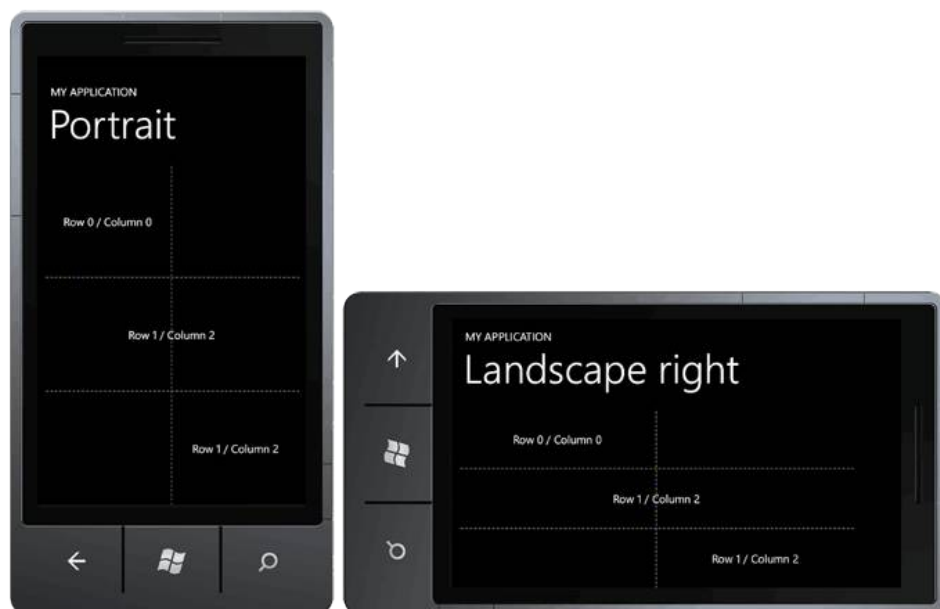 MY APPLICATION
Portrait
Row 0 / Column 0
Row 1 / Column 2
Row 1 / Column 2
MY APPLICATION
Landscape right
Row 0 / Column 0
Row 1 / Column 2
Row 1 / Column 2